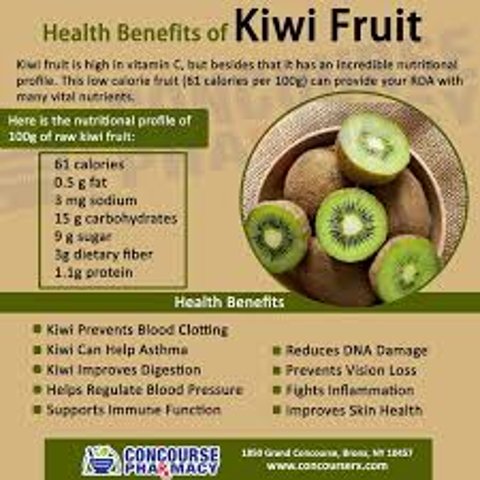 Health Benefits of Kiwi Fruit
Kiwi fruit is high in vitamin C, but besides that it has an incredible nutritional
profile. This low calorie fruit (61 calories per 100g) can provide your RDA with
many vital nutrients.
Here is the nutritional profile of
100g of raw kiwi fruit:
61 calories
0.5 g fat
3 mg sodium
15 g carbohydrates
9 g sugar
3g dietary fiber
1.1g protein
Health Benefits
Kiwi Prevents Blood Clotting
Kiwi Can Help Asthma
Kiwi Improves Digestion
Helps Regulate Blood Pressure
Supports Immune Function
Reduces DNA Damage
Prevents Vision Loss
Fights Inflammation
Improves Skin Health
CONCOURSE
PHARMACY
1050 Grand Concourse, Bronx, NY 10457
www.concourserx.com